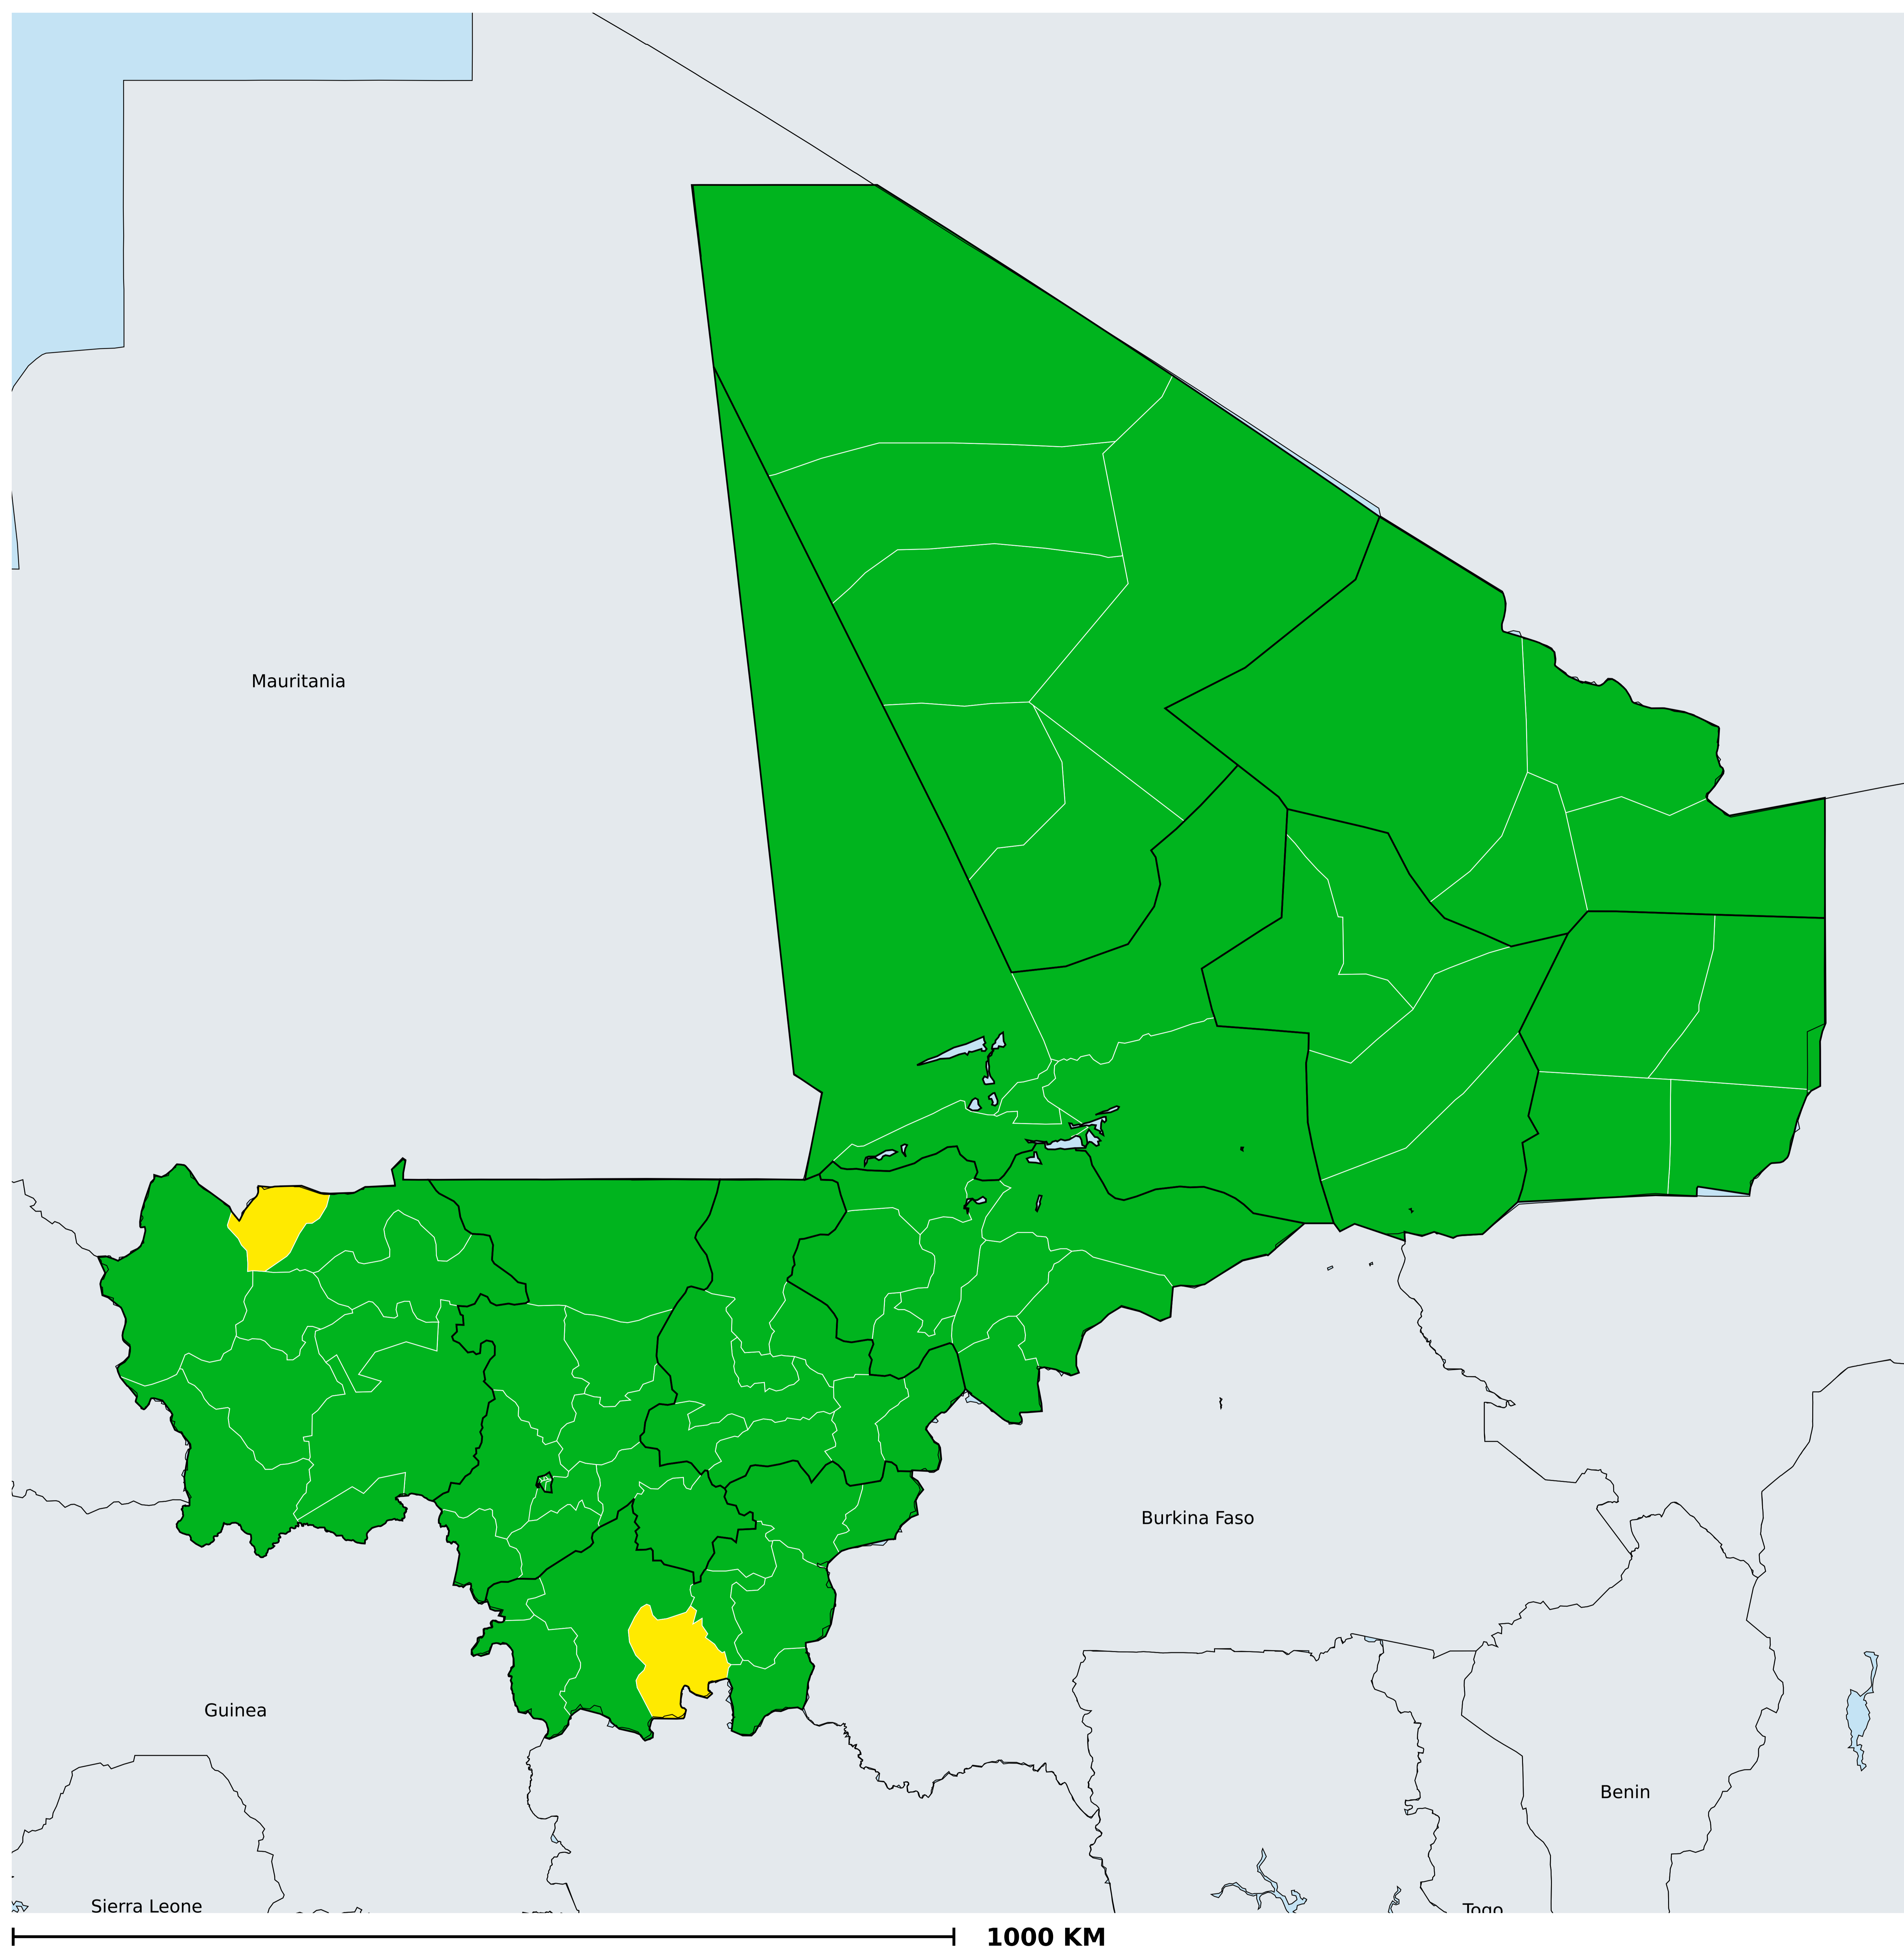 Mauritania
Burkina Faso
Guinea
Benin
Sierra Leone
Togo
1000 KM